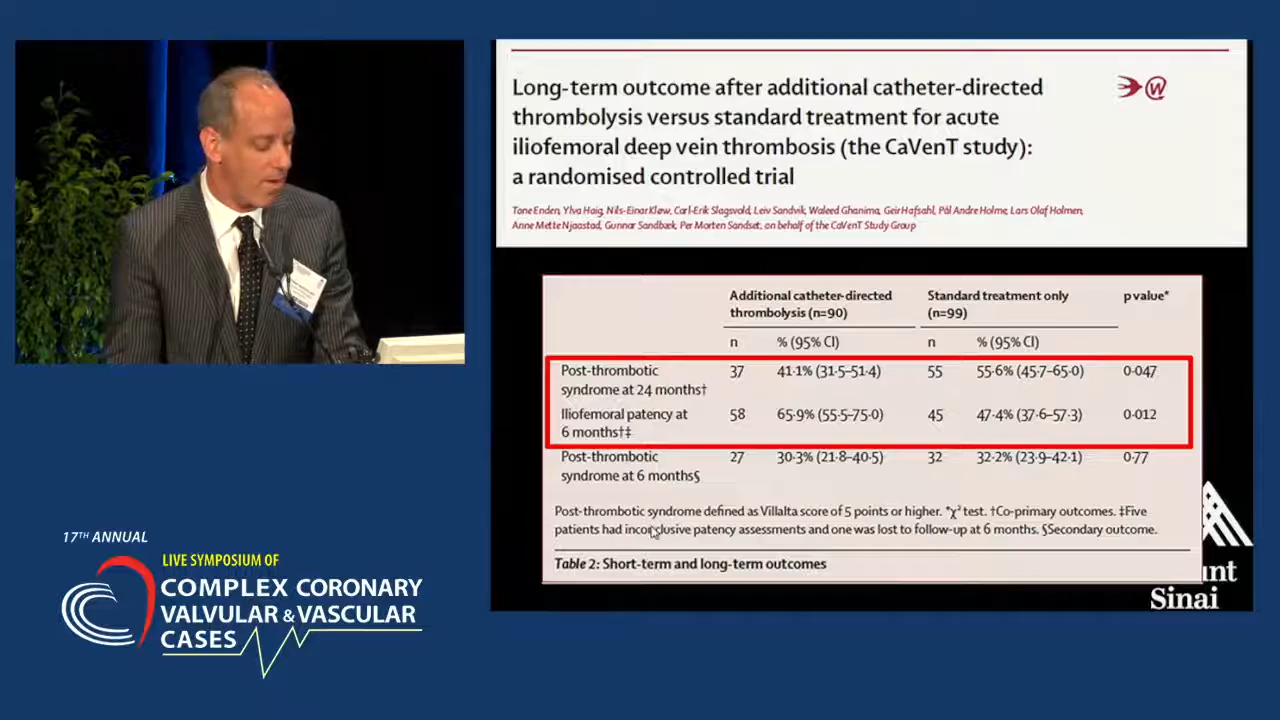 Long-term outcome after additional catheter-directed
thrombolysis versus standard treatment for acute
iliofemoral deep vein thrombosis (the CaVenT study):
a randomised controlled trial
Tone Enden, Ylva Haig, Nils-Einar Kløw, Carl-Erik Slagsvold, Leiv Sandvik, Waleed Ghanima, Geir Hafsahl, Pål Andre Holme, Lars Olaf Holmen,
Anne Mette Njaastad, Gunnar Sandbæk, Per Morten Sandset, on behalf of the CaVenT Study Group
Additional catheter-directed thrombolysis (n=90) Standard treatment only (n=99) p value*
n % (95% CI) n % (95% CI)
Post-thrombotic syndrome at 24 months† 37 41·1% (31·5–51·4) 55 55·6% (45·7–65·0) 0·047
Iliofemoral patency at 6 months†‡ 58 65·9% (55·5–75·0) 45 47·4% (37·6–57·3) 0·012
Post-thrombotic syndrome at 6 months§ 27 30·3% (21·8–40·5) 32 32·2% (23·9–42·1) 0·77
Post-thrombotic syndrome defined as Villalta score of 5 points or higher. *χ² test. †Co-primary outcomes. ‡Five
patients had inconclusive patency assessments and one was lost to follow-up at 6 months. §Secondary outcome.
Table 2: Short-term and long-term outcomes
unt
Sinai
17TH ANNUAL
LIVE SYMPOSIUM OF
COMPLEX CORONARY
VALVULAR & VASCULAR
CASES